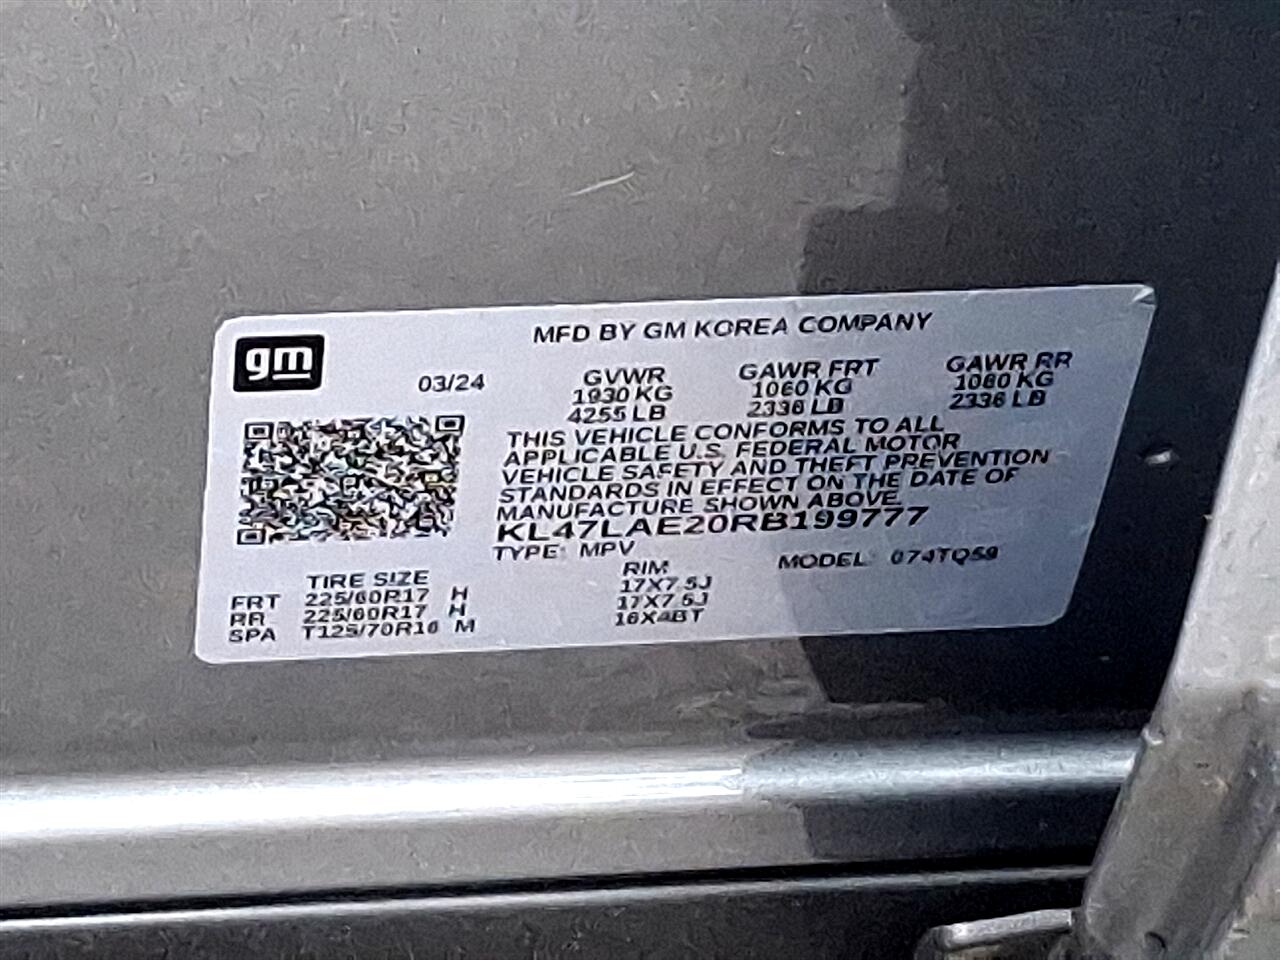 MFD BY GM KOREA COMPANY
gm
03/24
GVWR GAWR FRT GAWR RR
1930 KG 1060 KG 1060 KG
4255 LB 2336 LB 2336 LB
THIS VEHICLE CONFORMS TO ALL
APPLICABLE U.S. FEDERAL MOTOR
VEHICLE SAFETY AND THEFT PREVENTION
STANDARDS IN EFFECT ON THE DATE OF
MANUFACTURE SHOWN ABOVE.
KL47LAE20RB199777
TYPE: MPV MODEL:
TIRE SIZE RIM
FRT 225/60R17 H 17X7.5J
RR 225/60R17 H 17X7.5J
SPA T125/70R16 M 16X4BT